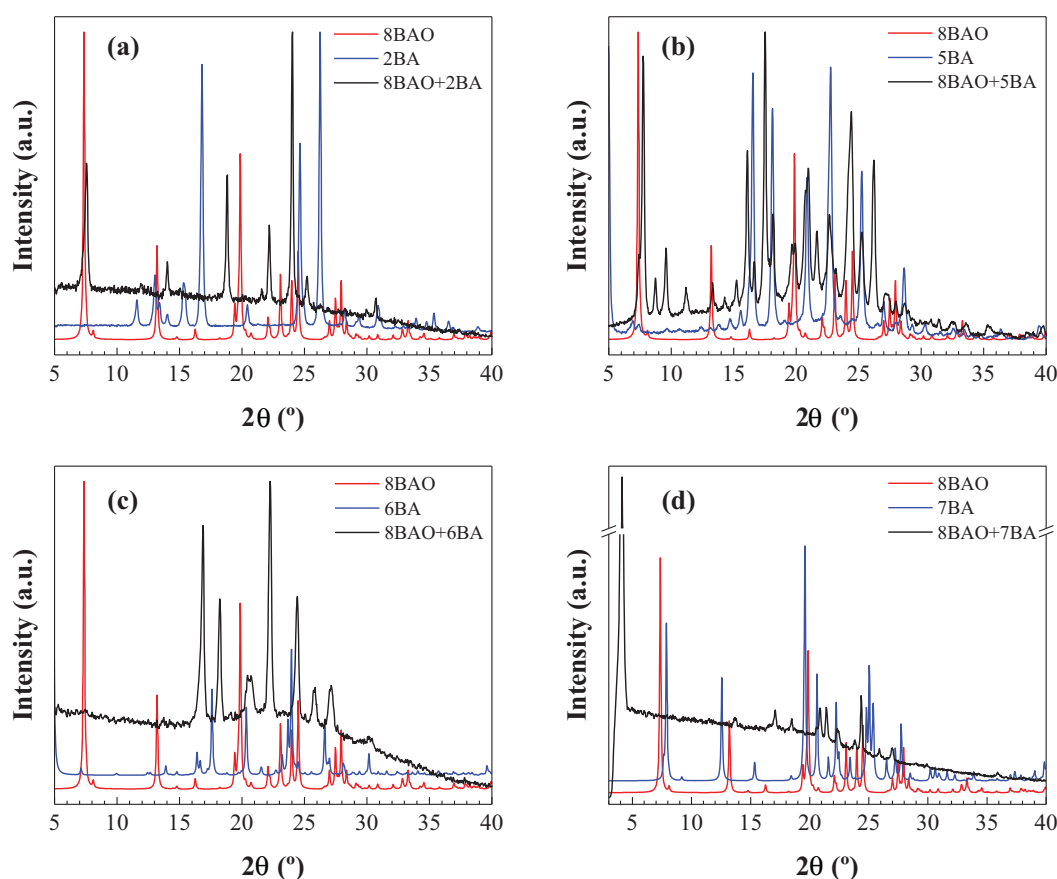 (a)
8BAO
2BA
8BAO+2BA
Intensity (a.u.)
5 10 15 20 25 30 35 40
2θ (º)
(b)
8BAO
5BA
8BAO+5BA
Intensity (a.u.)
5 10 15 20 25 30 35 40
2θ (º)
(c)
8BAO
6BA
8BAO+6BA
Intensity (a.u.)
5 10 15 20 25 30 35 40
2θ (º)
(d)
8BAO
7BA
8BAO+7BA
Intensity (a.u.)
5 10 15 20 25 30 35 40
2θ (º)